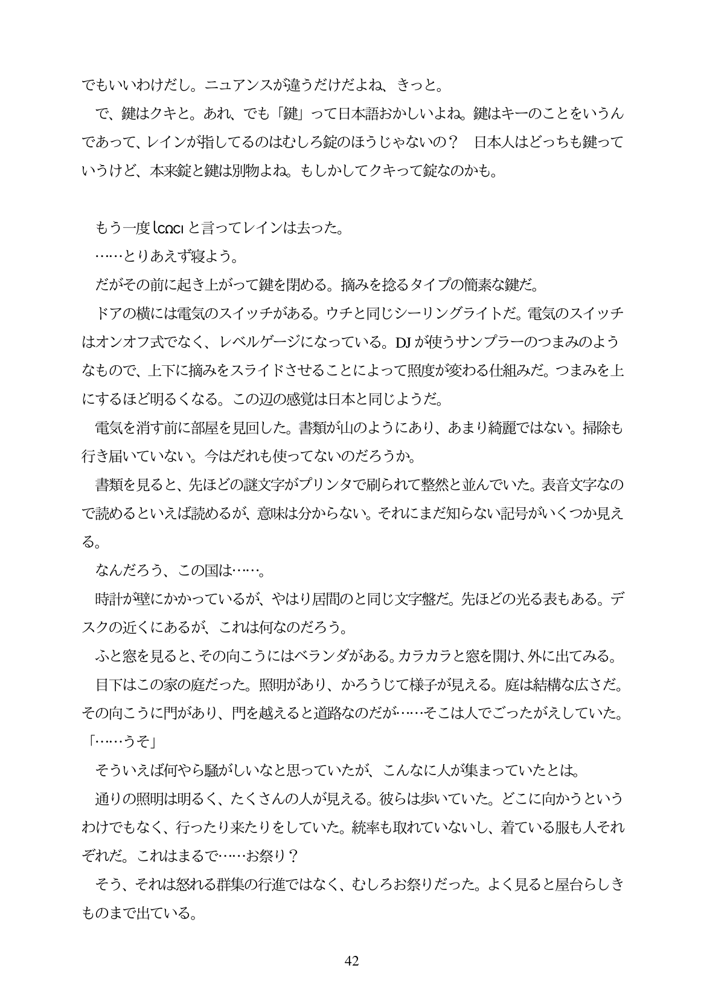 でもいいわけだし。ニュアンスが違うだけだよね、きっと。
で、鍵はクキと。あれ、でも「鍵」って日本語おかしいよね。鍵はキーのことをいうん
であって、レインが指してるのはむしろ錠のほうじゃないの？　日本人はどっちも鍵って
いうけど、本来錠と鍵は別物よね。もしかしてクキって錠なのかも。
もう一度 と言ってレインは去った。
……とりあえず寝よう。
だがその前に起き上がって鍵を閉める。摘みを捻るタイプの簡素な鍵だ。
ドアの横には電気のスイッチがある。ウチと同じシーリングライトだ。電気のスイッチ
はオンオフ式でなく、レベルゲージになっている。DJ が使うサンプラーのつまみのよう
なもので、上下に摘みをスライドさせることによって照度が変わる仕組みだ。つまみを上
にするほど明るくなる。この辺の感覚は日本と同じようだ。
電気を消す前に部屋を見回した。書類が山のようにあり、あまり綺麗ではない。掃除も
行き届いていない。今はだれも使ってないのだろうか。
書類を見ると、先ほどの謎文字がプリンタで刷られて整然と並んでいた。表音文字なの
で読めるといえば読めるが、意味は分からない。それにまだ知らない記号がいくつか見え
る。
なんだろう、この国は……。
時計が壁にかかっているが、やはり居間のと同じ文字盤だ。先ほどの光る表もある。デ
スクの近くにあるが、これは何なのだろう。
ふと窓を見ると、その向こうにはベランダがある。カラカラと窓を開け、外に出てみる。
目下はこの家の庭だった。照明があり、かろうじて様子が見える。庭は結構な広さだ。
その向こうに門があり、門を越えると道路なのだが……そこは人でごったがえしていた。
「……うそ」
そういえば何やら騒がしいなと思っていたが、こんなに人が集まっていたとは。
通りの照明は明るく、たくさんの人が見える。彼らは歩いていた。どこに向かうという
わけでもなく、行ったり来たりをしていた。統率も取れていないし、着ている服も人それ
ぞれだ。これはまるで……お祭り？
そう、それは怒れる群集の行進ではなく、むしろお祭りだった。よく見ると屋台らしき
ものまで出ている。
42